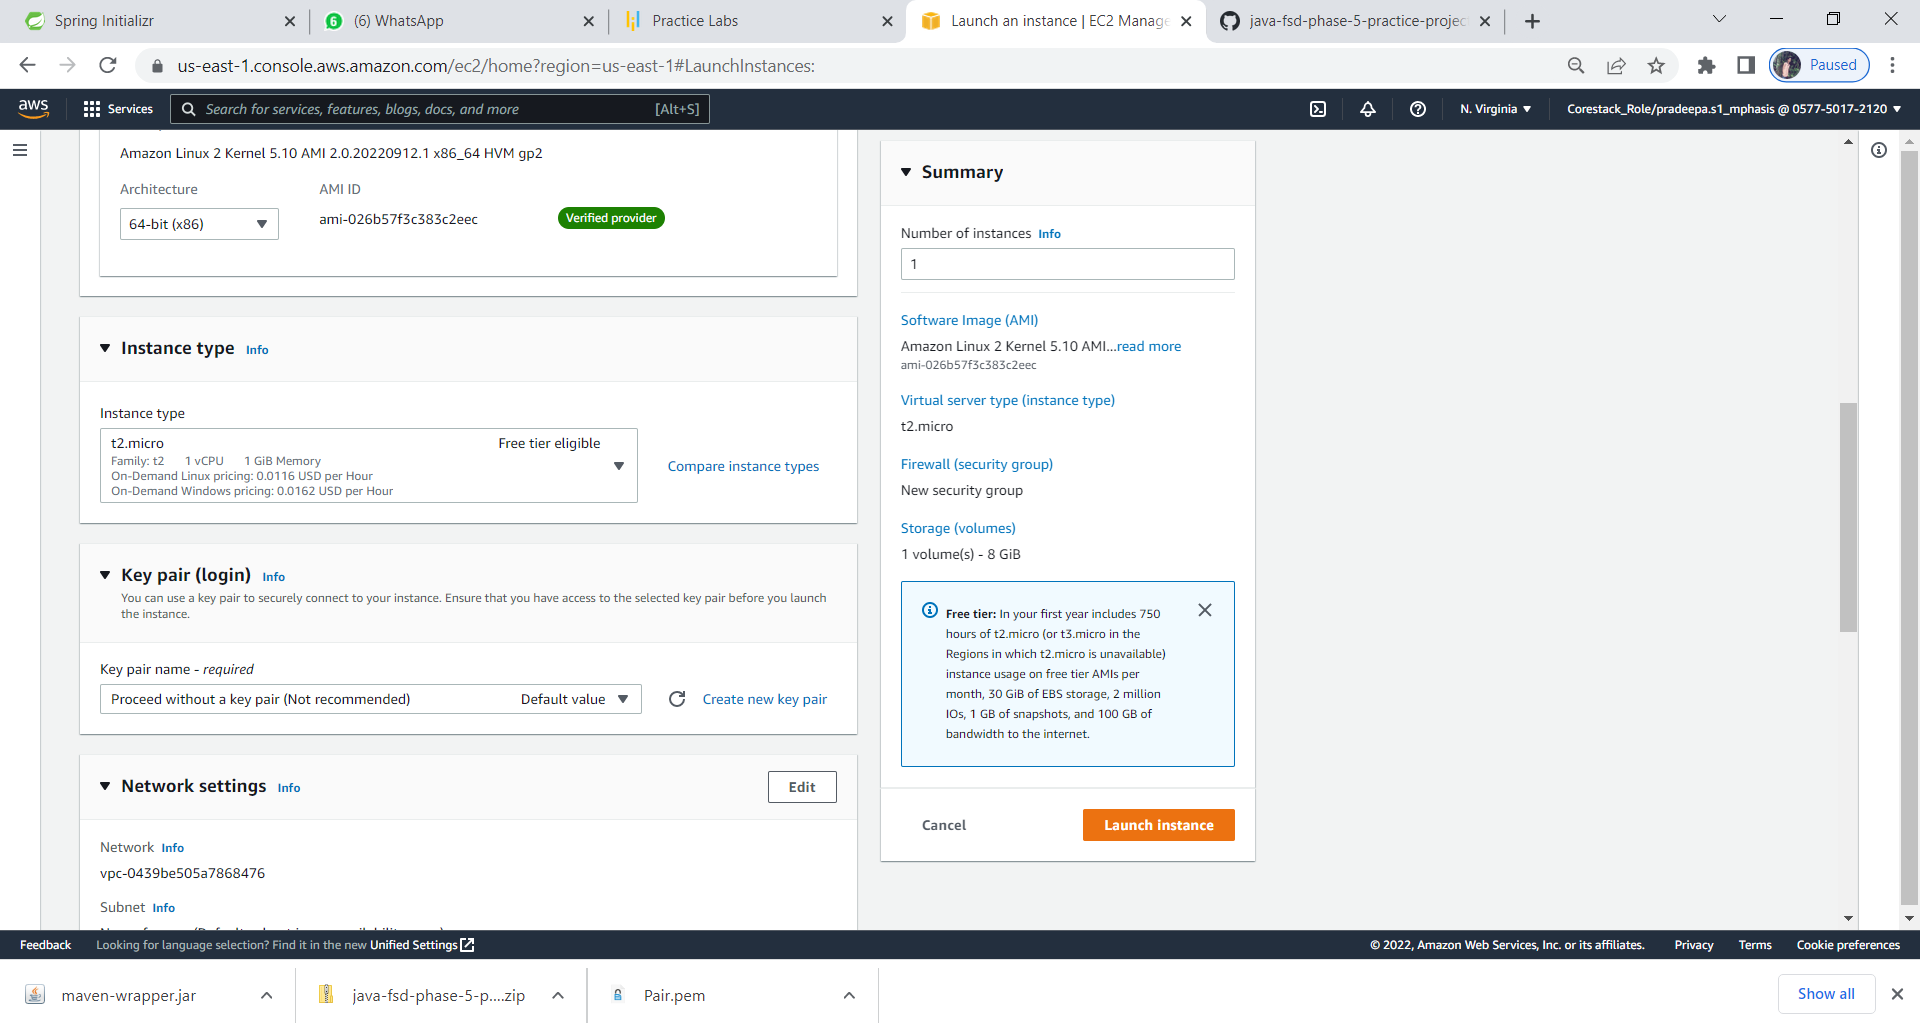 Spring Initializr
(6) WhatsApp
Practice Labs
Launch an instance | EC2 Manage
java-fsd-phase-5-practice-projec
us-east-1.console.aws.amazon.com/ec2/home?region=us-east-1#LaunchInstances:
Paused
aws
Services
Search for services, features, blogs, docs, and more
[Alt+S]
N. Virginia
Corestack_Role/pradeepa.s1_mphasis @ 0577-5017-2120
Amazon Linux 2 Kernel 5.10 AMI 2.0.20220912.1 x86_64 HVM gp2
Architecture
AMI ID
64-bit (x86)
ami-026b57f3c383c2eec
Verified provider
Instance type Info
Instance type
t2.micro
Free tier eligible
Family: t2 1 vCPU 1 GiB Memory
On-Demand Linux pricing: 0.0116 USD per Hour
On-Demand Windows pricing: 0.0162 USD per Hour
Compare instance types
Key pair (login) Info
You can use a key pair to securely connect to your instance. Ensure that you have access to the selected key pair before you launch
the instance.
Key pair name - required
Proceed without a key pair (Not recommended)
Default value
Create new key pair
Network settings Info
Edit
Network Info
vpc-0439be505a7868476
Subnet Info
Summary
Number of instances Info
1
Software Image (AMI)
Amazon Linux 2 Kernel 5.10 AMI...read more
ami-026b57f3c383c2eec
Virtual server type (instance type)
t2.micro
Firewall (security group)
New security group
Storage (volumes)
1 volume(s) - 8 GiB
Free tier: In your first year includes 750
hours of t2.micro (or t3.micro in the
Regions in which t2.micro is unavailable)
instance usage on free tier AMIs per
month, 30 GiB of EBS storage, 2 million
IOs, 1 GB of snapshots, and 100 GB of
bandwidth to the internet.
Cancel
Launch instance
Feedback
Looking for language selection? Find it in the new Unified Settings
© 2022, Amazon Web Services, Inc. or its affiliates.
Privacy
Terms
Cookie preferences
maven-wrapper.jar
java-fsd-phase-5-p....zip
Pair.pem
Show all